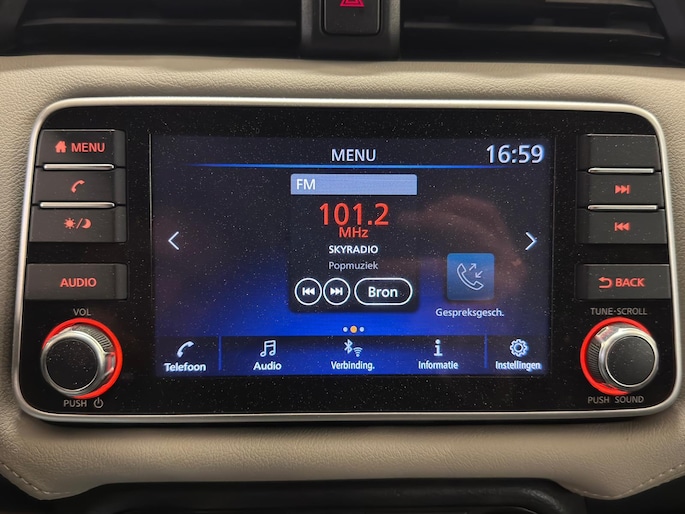 MENU
AUDIO
VOL
PUSH
MENU
16:59
FM
101.2
MHz
SKYRADIO
Popmuziek
Bron
Gespreksgesch.
Telefoon
Audio
Verbinding.
Informatie
Instellingen
BACK
TUNE-SCROLL
PUSH SOUND